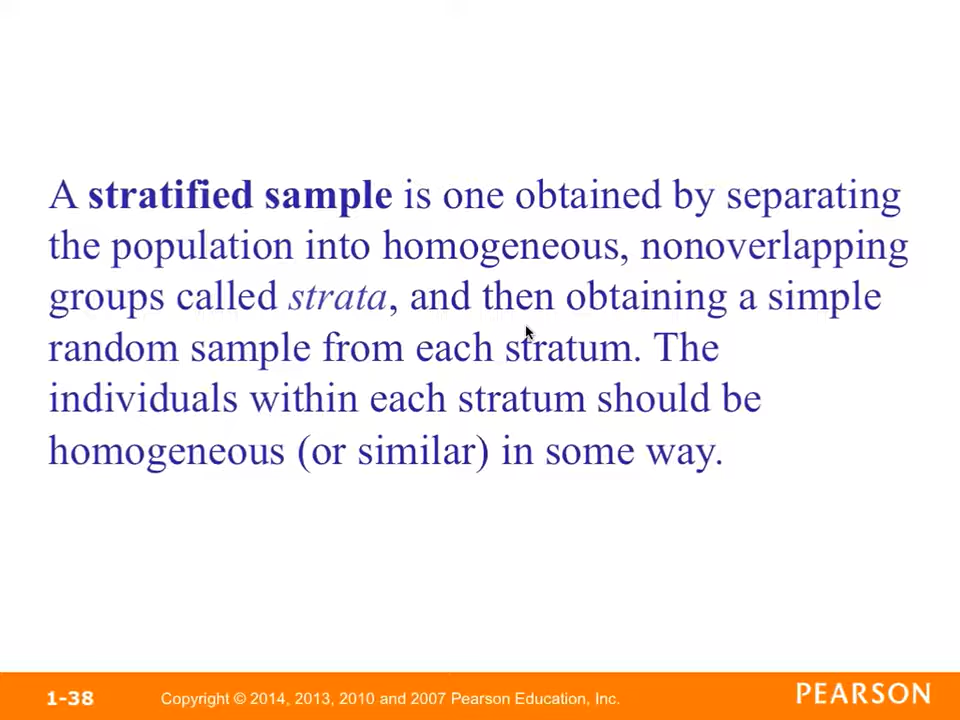 A stratified sample is one obtained by separating
the population into homogeneous, nonoverlapping
groups called strata, and then obtaining a simple
random sample from each stratum. The
individuals within each stratum should be
homogeneous (or similar) in some way.
1-38
Copyright © 2014, 2013, 2010 and 2007 Pearson Education, Inc.
PEARSON